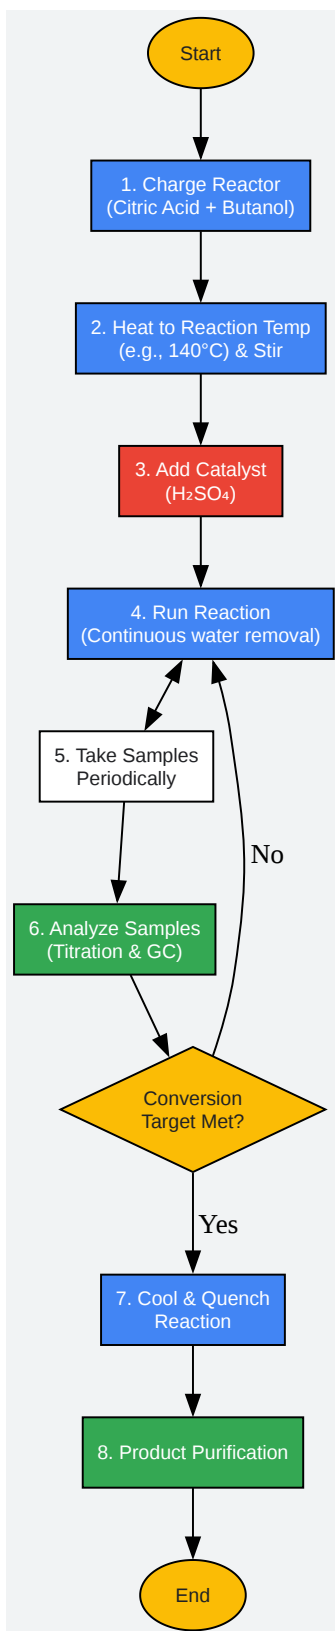 Start
1. Charge Reactor
(Citric Acid + Butanol)
2. Heat to Reaction Temp
(e.g., 140°C) & Stir
3. Add Catalyst
(H₂SO₄)
4. Run Reaction
(Continuous water removal)
5. Take Samples
Periodically
No
6. Analyze Samples
(Titration & GC)
Conversion
Target Met?
Yes
7. Cool & Quench
Reaction
8. Product Purification
End